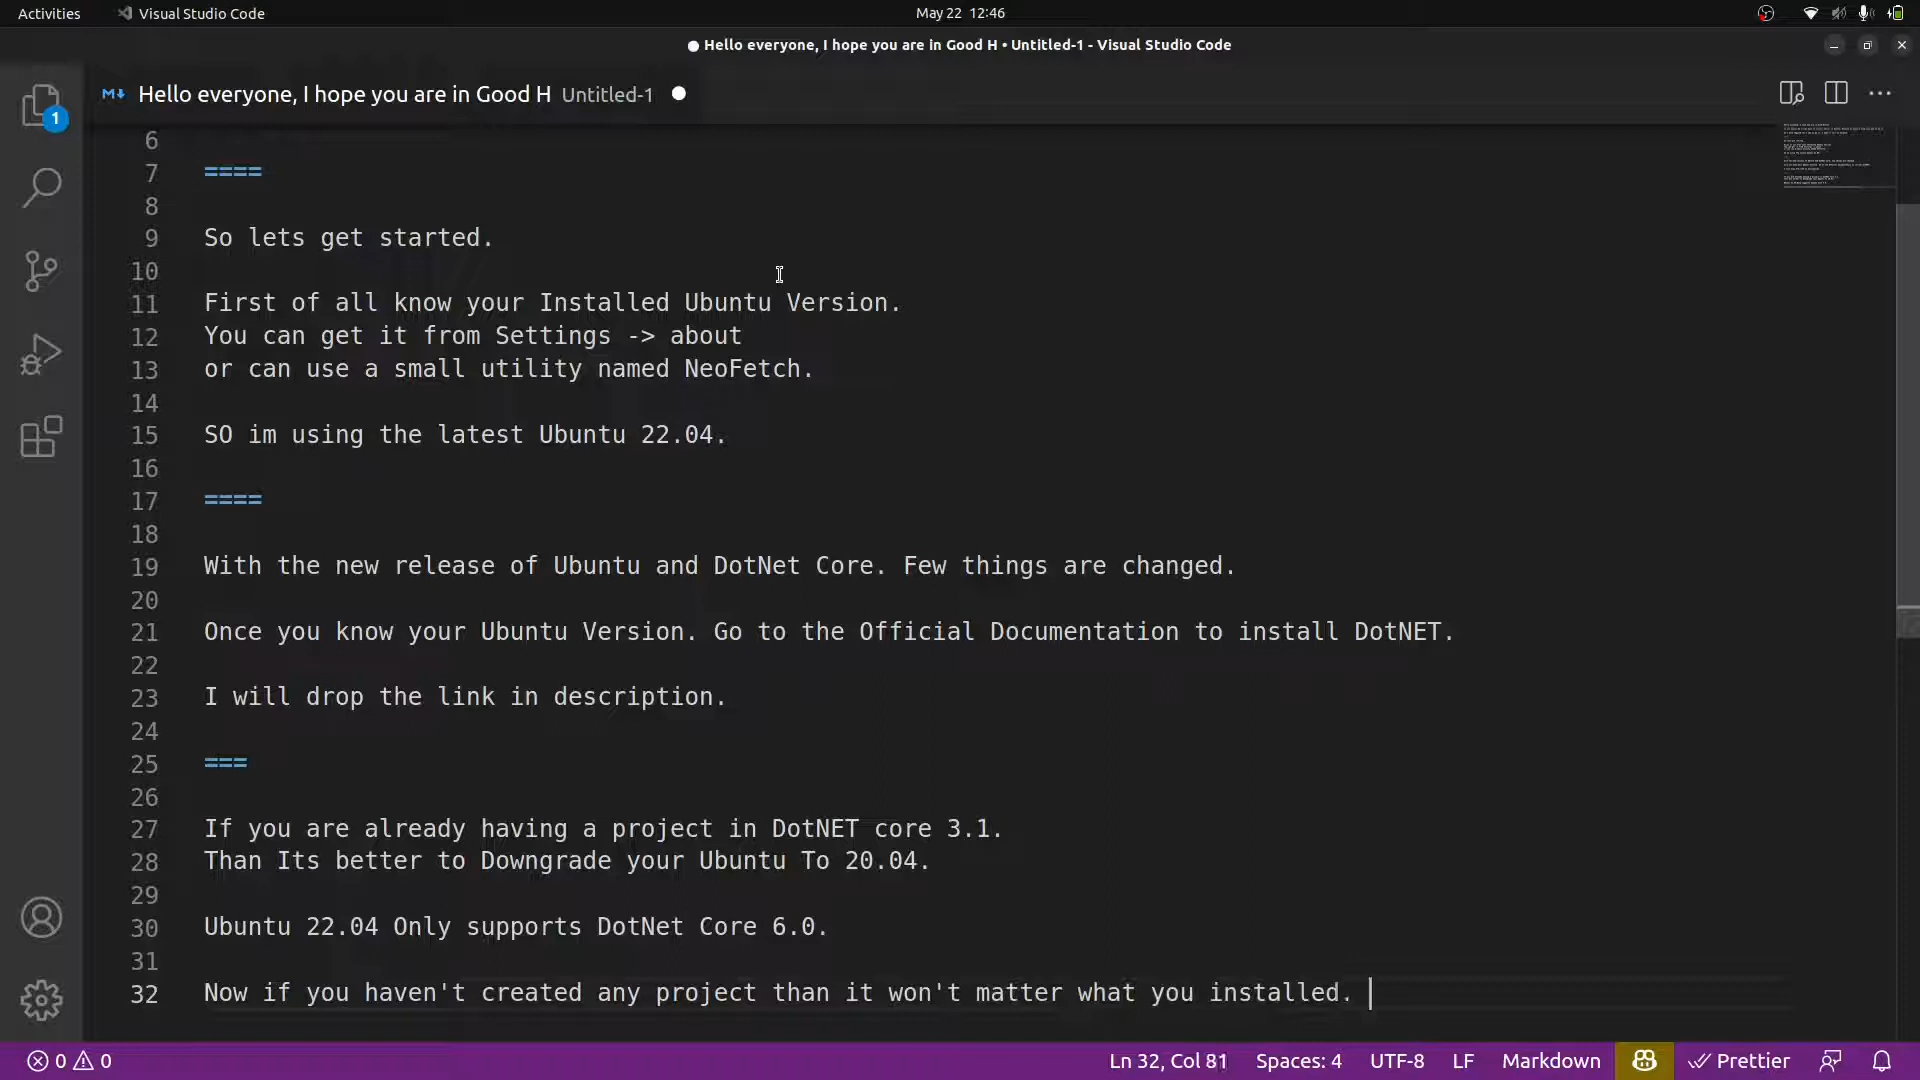 Activities
Visual Studio Code
May 22 12:46
Hello everyone, I hope you are in Good H • Untitled-1 - Visual Studio Code
Hello everyone, I hope you are in Good H Untitled-1
1
6
7 ====
8
9 So lets get started.
10
11 First of all know your Installed Ubuntu Version.
12 You can get it from Settings -> about
13 or can use a small utility named NeoFetch.
14
15 SO im using the latest Ubuntu 22.04.
16
17 ====
18
19 With the new release of Ubuntu and DotNet Core. Few things are changed.
20
21 Once you know your Ubuntu Version. Go to the Official Documentation to install DotNET.
22
23 I will drop the link in description.
24
25 ===
26
27 If you are already having a project in DotNET core 3.1.
28 Than Its better to Downgrade your Ubuntu To 20.04.
29
30 Ubuntu 22.04 Only supports DotNet Core 6.0.
31
32 Now if you haven't created any project than it won't matter what you installed.
0 0 Ln 32, Col 81 Spaces: 4 UTF-8 LF Markdown Prettier